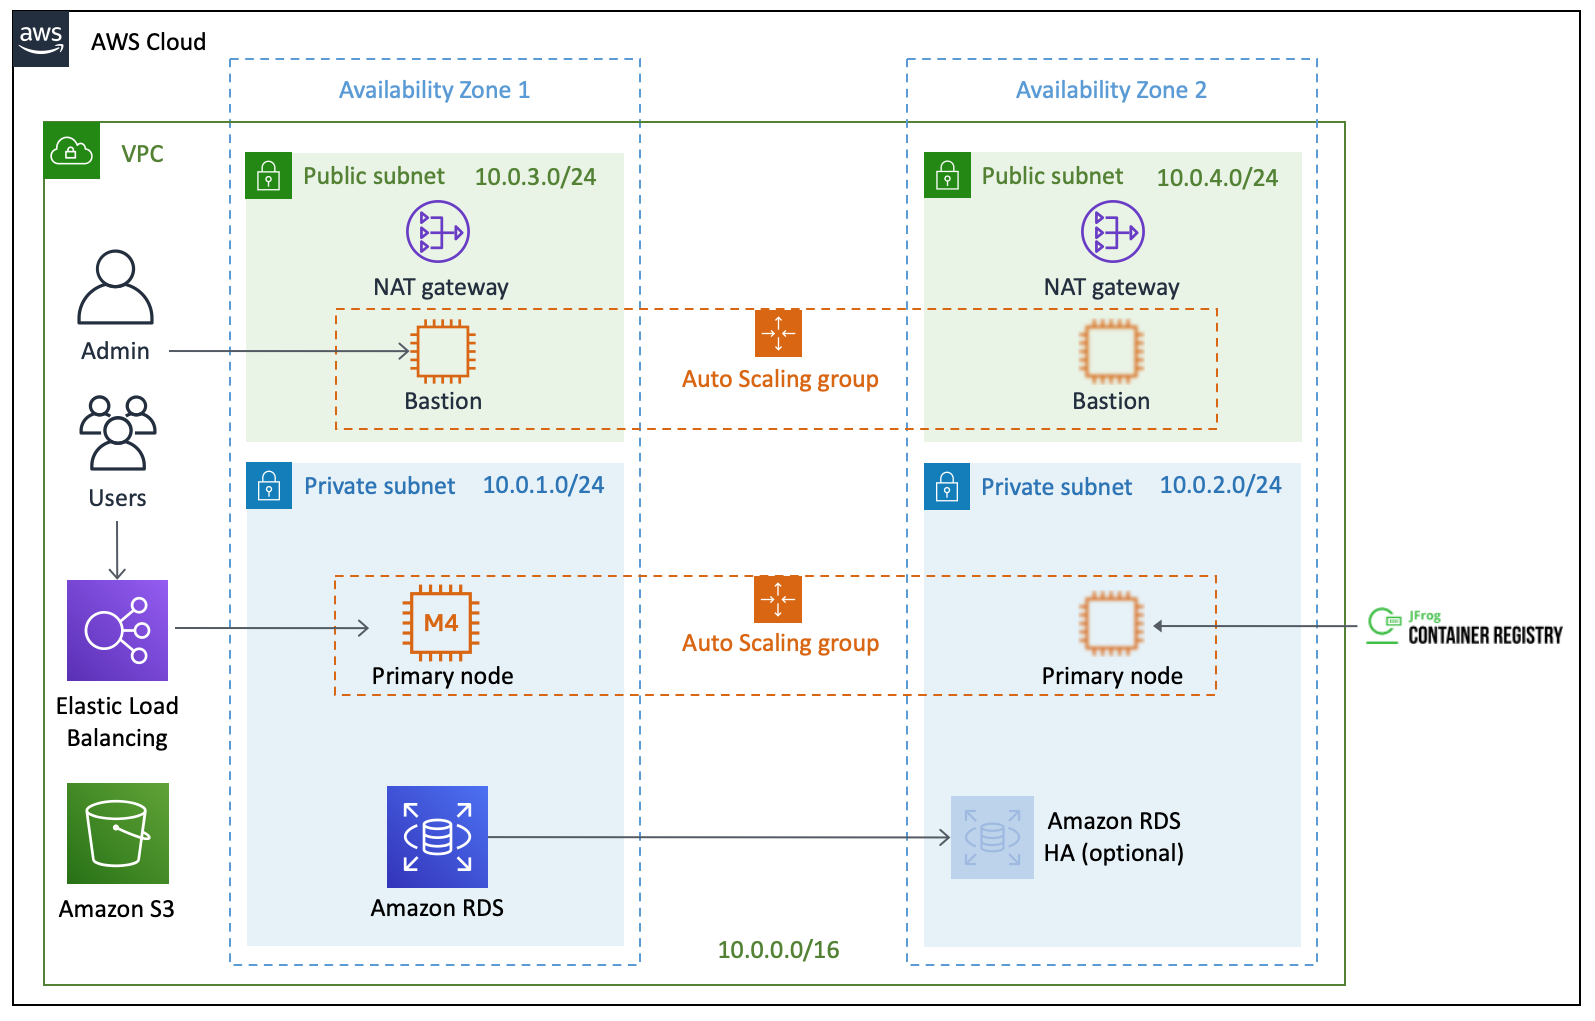 aws
AWS Cloud
Availability Zone 1
Availability Zone 2
VPC
Public subnet 10.0.3.0/24
Public subnet 10.0.4.0/24
NAT gateway
NAT gateway
Admin
Auto Scaling group
Bastion
Bastion
Users
Private subnet 10.0.1.0/24
Private subnet 10.0.2.0/24
M4
Primary node
Auto Scaling group
Primary node
JFrog
CONTAINER REGISTRY
Elastic Load
Balancing
Amazon S3
Amazon RDS
Amazon RDS
HA (optional)
10.0.0.0/16